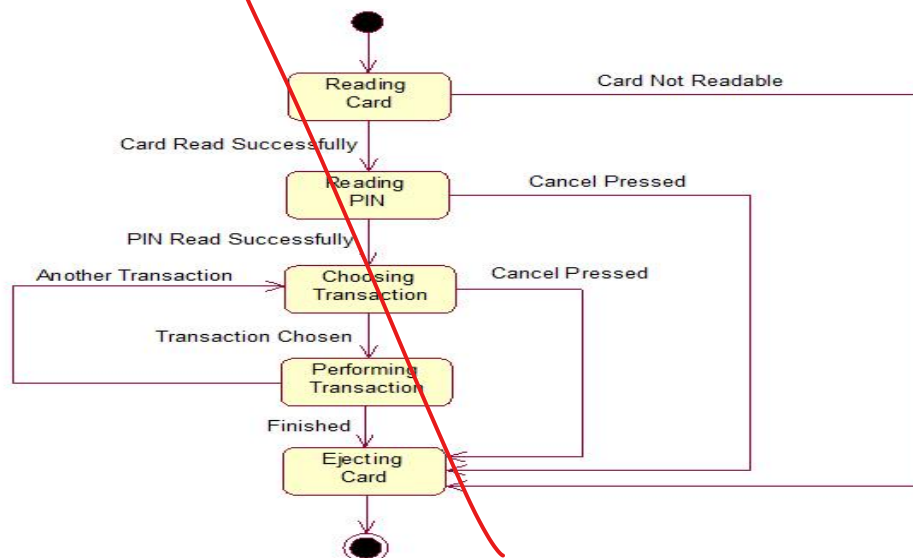 Reading
Card
Card Not Readable
Card Read Successfully
Reading
PIN
Cancel Pressed
PIN Read Successfully
Another Transaction
Choosing
Transaction
Cancel Pressed
Transaction Chosen
Performing
Transaction
Finished
Ejecting
Card